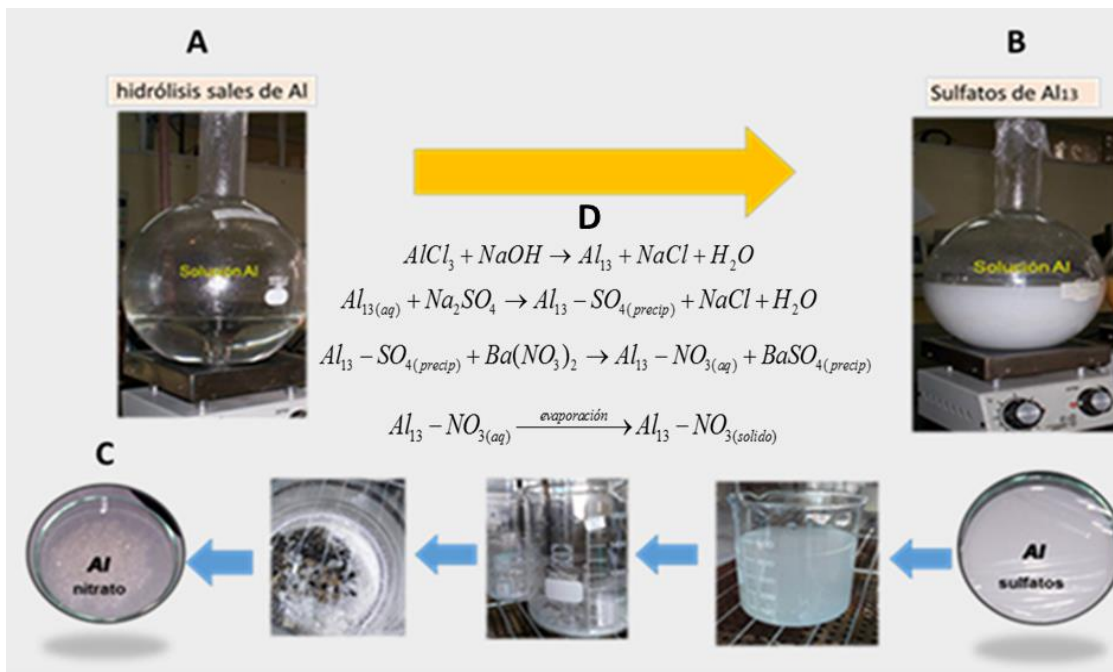 A
hidrólisis sales de Al
Solución Al
B
Sulfatos de Al13
Solución Al
D
AlCl3 + NaOH → Al13 + NaCl + H2O
Al13(aq) + Na2SO4 → Al13 − SO4(precip) + NaCl + H2O
Al13 − SO4(precip) + Ba(NO3)2 → Al13 − NO3(aq) + BaSO4(precip)
evaporación
Al13 − NO3(aq) → Al13 − NO3(solido)
C
Al
nitrato
Al
sulfatos